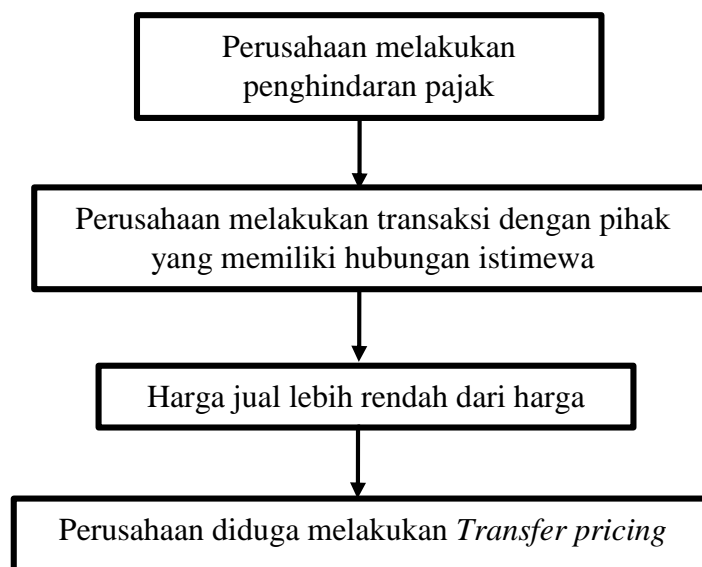 Perusahaan melakukan
penghindaran pajak
Perusahaan melakukan transaksi dengan pihak
yang memiliki hubungan istimewa
Harga jual lebih rendah dari harga
Perusahaan diduga melakukan Transfer pricing